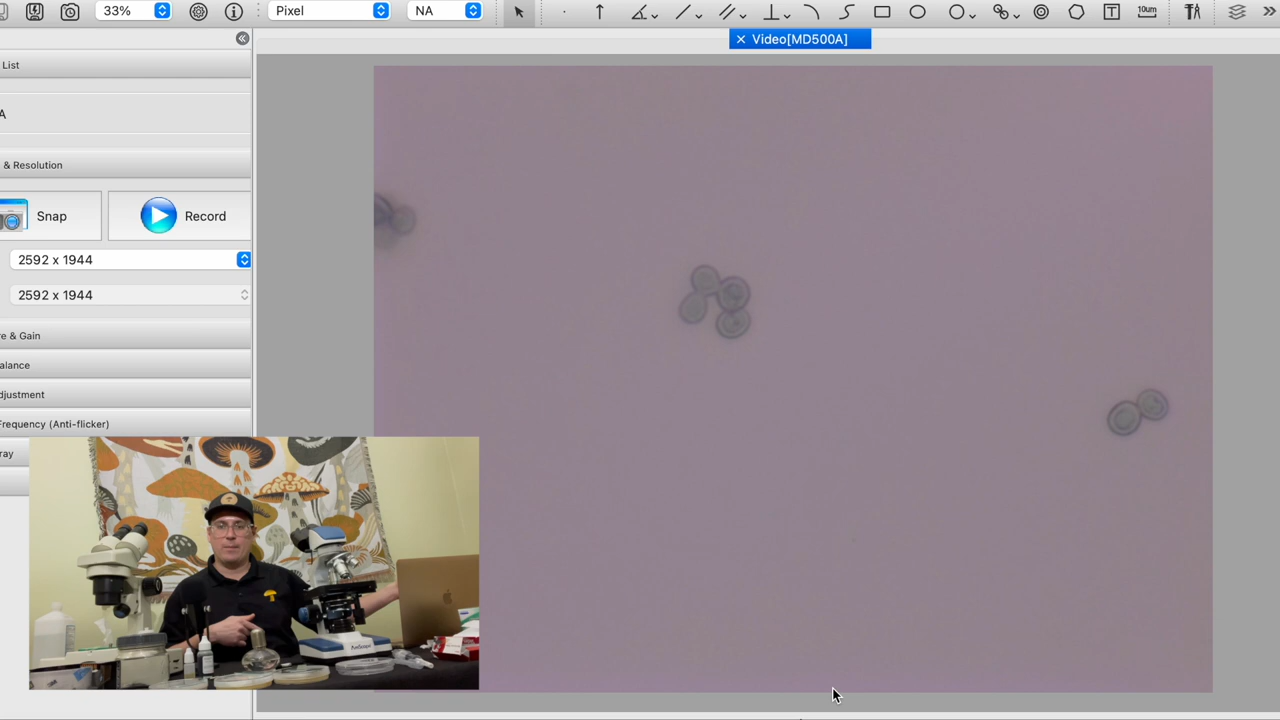 33% Pixel NA 10um
× Video[MD500A]
List
A
& Resolution
Snap Record
2592 x 1944
2592 x 1944
e & Gain
alance
djustment
Frequency (Anti-flicker)
ray
AmScope